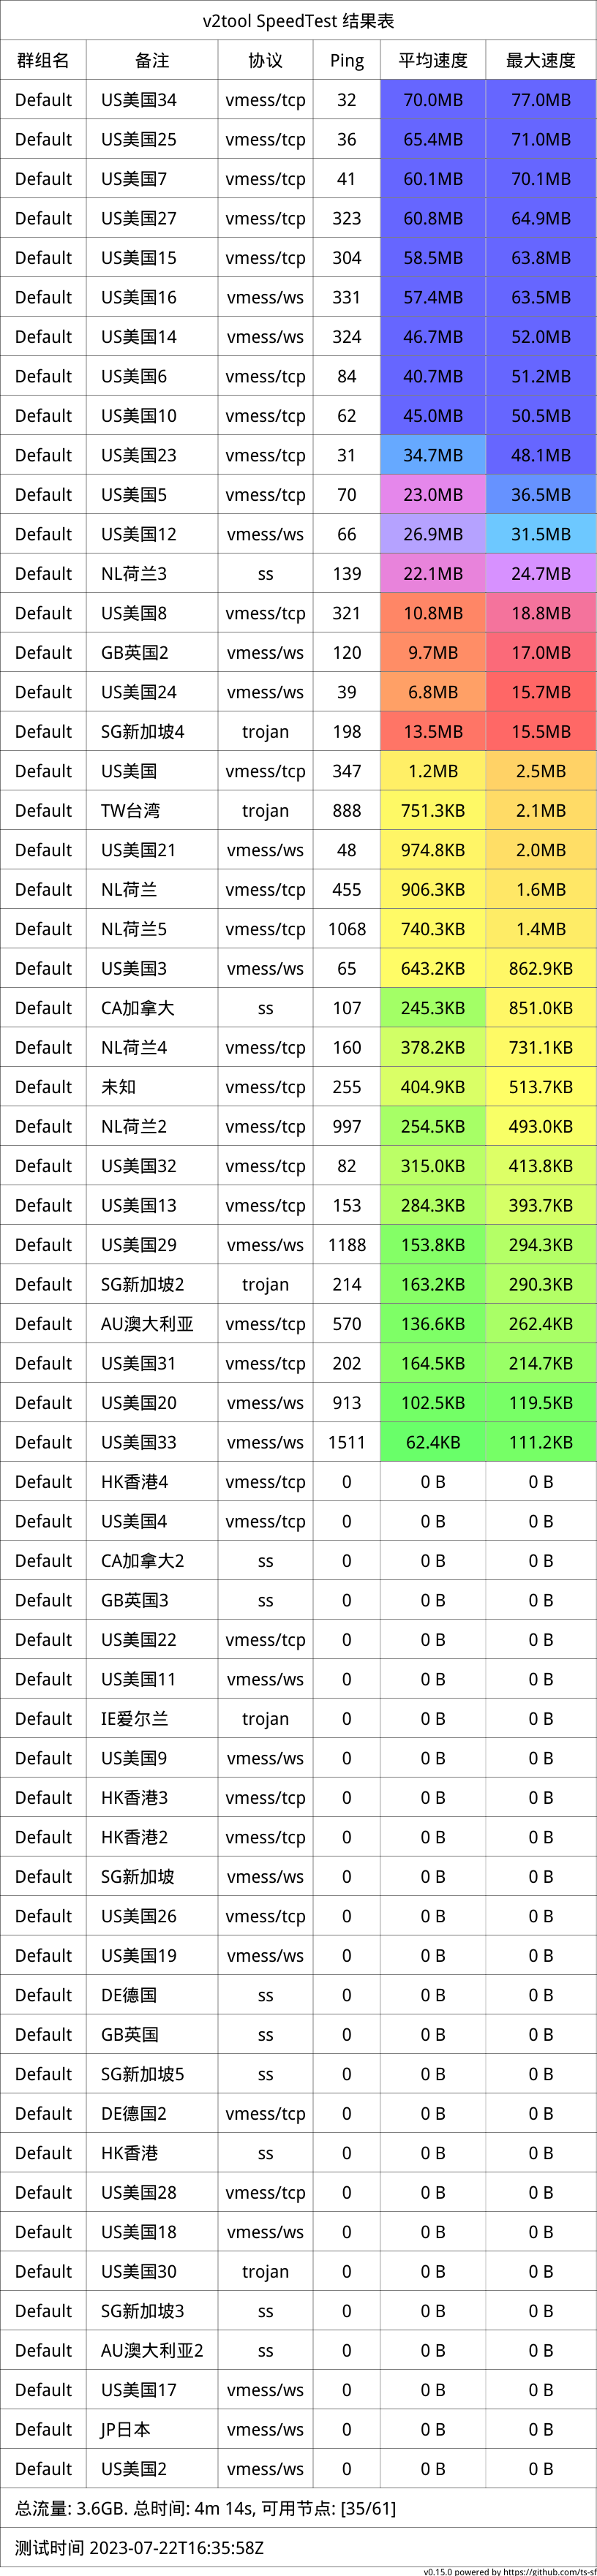 v2tool SpeedTest 结果表
群组名 备注 协议 Ping 平均速度 最大速度
Default US美国34 vmess/tcp 32 70.0MB 77.0MB
Default US美国25 vmess/tcp 36 65.4MB 71.0MB
Default US美国7 vmess/tcp 41 60.1MB 70.1MB
Default US美国27 vmess/tcp 323 60.8MB 64.9MB
Default US美国15 vmess/tcp 304 58.5MB 63.8MB
Default US美国16 vmess/ws 331 57.4MB 63.5MB
Default US美国14 vmess/ws 324 46.7MB 52.0MB
Default US美国6 vmess/tcp 84 40.7MB 51.2MB
Default US美国10 vmess/tcp 62 45.0MB 50.5MB
Default US美国23 vmess/tcp 31 34.7MB 48.1MB
Default US美国5 vmess/tcp 70 23.0MB 36.5MB
Default US美国12 vmess/ws 66 26.9MB 31.5MB
Default NL荷兰3 ss 139 22.1MB 24.7MB
Default US美国8 vmess/tcp 321 10.8MB 18.8MB
Default GB英国2 vmess/ws 120 9.7MB 17.0MB
Default US美国24 vmess/ws 39 6.8MB 15.7MB
Default SG新加坡4 trojan 198 13.5MB 15.5MB
Default US美国 vmess/tcp 347 1.2MB 2.5MB
Default TW台湾 trojan 888 751.3KB 2.1MB
Default US美国21 vmess/ws 48 974.8KB 2.0MB
Default NL荷兰 vmess/tcp 455 906.3KB 1.6MB
Default NL荷兰5 vmess/tcp 1068 740.3KB 1.4MB
Default US美国3 vmess/ws 65 643.2KB 862.9KB
Default CA加拿大 ss 107 245.3KB 851.0KB
Default NL荷兰4 vmess/tcp 160 378.2KB 731.1KB
Default 未知 vmess/tcp 255 404.9KB 513.7KB
Default NL荷兰2 vmess/tcp 997 254.5KB 493.0KB
Default US美国32 vmess/tcp 82 315.0KB 413.8KB
Default US美国13 vmess/tcp 153 284.3KB 393.7KB
Default US美国29 vmess/ws 1188 153.8KB 294.3KB
Default SG新加坡2 trojan 214 163.2KB 290.3KB
Default AU澳大利亚 vmess/tcp 570 136.6KB 262.4KB
Default US美国31 vmess/tcp 202 164.5KB 214.7KB
Default US美国20 vmess/ws 913 102.5KB 119.5KB
Default US美国33 vmess/ws 1511 62.4KB 111.2KB
Default HK香港4 vmess/tcp 0 0 B 0 B
Default US美国4 vmess/tcp 0 0 B 0 B
Default CA加拿大2 ss 0 0 B 0 B
Default GB英国3 ss 0 0 B 0 B
Default US美国22 vmess/tcp 0 0 B 0 B
Default US美国11 vmess/ws 0 0 B 0 B
Default IE爱尔兰 trojan 0 0 B 0 B
Default US美国9 vmess/ws 0 0 B 0 B
Default HK香港3 vmess/tcp 0 0 B 0 B
Default HK香港2 vmess/tcp 0 0 B 0 B
Default SG新加坡 vmess/ws 0 0 B 0 B
Default US美国26 vmess/tcp 0 0 B 0 B
Default US美国19 vmess/ws 0 0 B 0 B
Default DE德国 ss 0 0 B 0 B
Default GB英国 ss 0 0 B 0 B
Default SG新加坡5 ss 0 0 B 0 B
Default DE德国2 vmess/tcp 0 0 B 0 B
Default HK香港 ss 0 0 B 0 B
Default US美国28 vmess/tcp 0 0 B 0 B
Default US美国18 vmess/ws 0 0 B 0 B
Default US美国30 trojan 0 0 B 0 B
Default SG新加坡3 ss 0 0 B 0 B
Default AU澳大利亚2 ss 0 0 B 0 B
Default US美国17 vmess/ws 0 0 B 0 B
Default JP日本 vmess/ws 0 0 B 0 B
Default US美国2 vmess/ws 0 0 B 0 B
总流量: 3.6GB. 总时间: 4m 14s, 可用节点: [35/61]
测试时间 2023-07-22T16:35:58Z
v0.15.0 powered by https://github.com/ts-sf